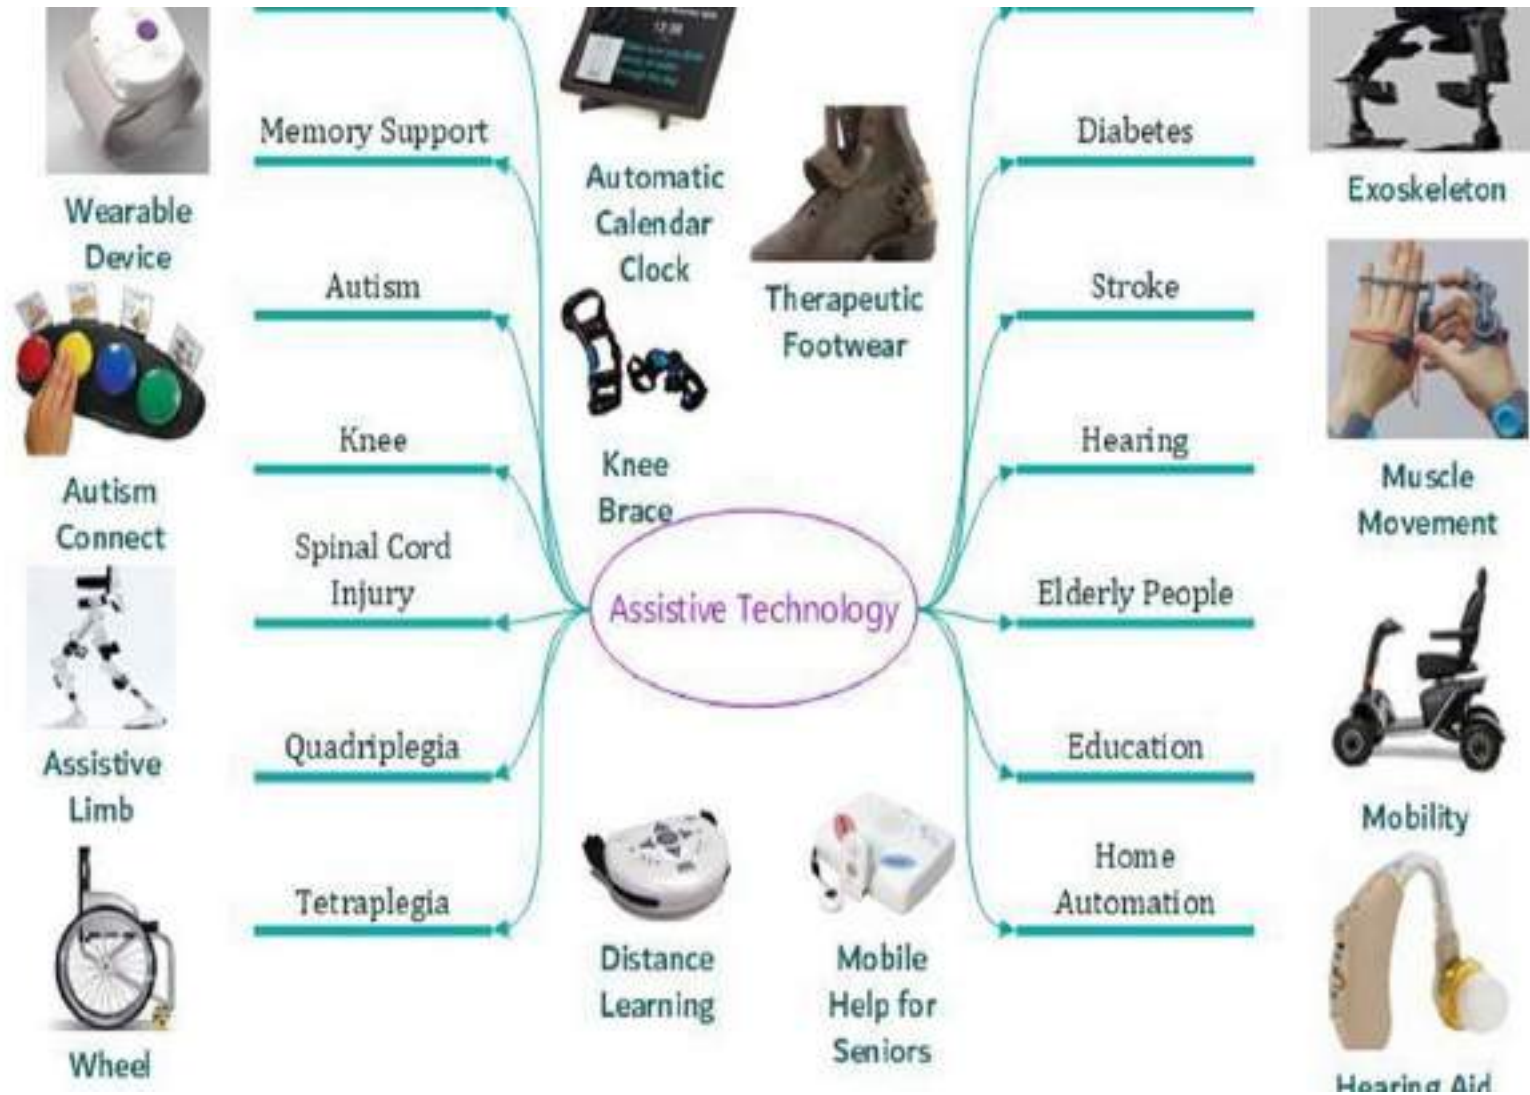 12:38
Memory Support
Diabetes
Automatic
Calendar
Clock
Exoskeleton
Wearable
Device
Autism
Stroke
Therapeutic
Footwear
Knee
Hearing
Knee
Brace
Autism
Connect
Muscle
Movement
Spinal Cord
Injury
Elderly People
Assistive Technology
Quadriplegia
Education
Assistive
Limb
Mobility
Home
Automation
Tetraplegia
Distance
Learning
Mobile
Help for
Seniors
Wheel
Hearing Aid